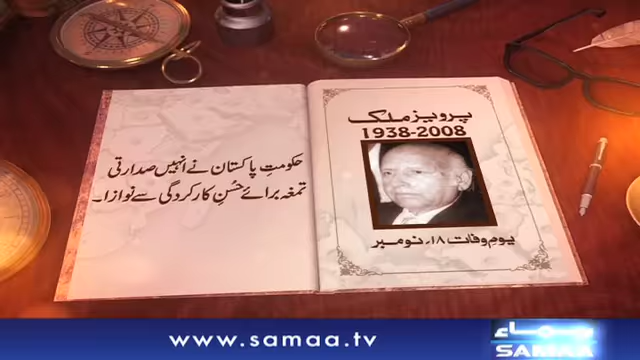 پرویز ملک
1938-2008
یومِ وفات ۱۸، نومبر
حکومتِ پاکستان نے انہیں صدارتی
تمغہ برائے حُسنِ کارکردگی سے نوازا۔
www.samaa.tv
سماء
SAMAA